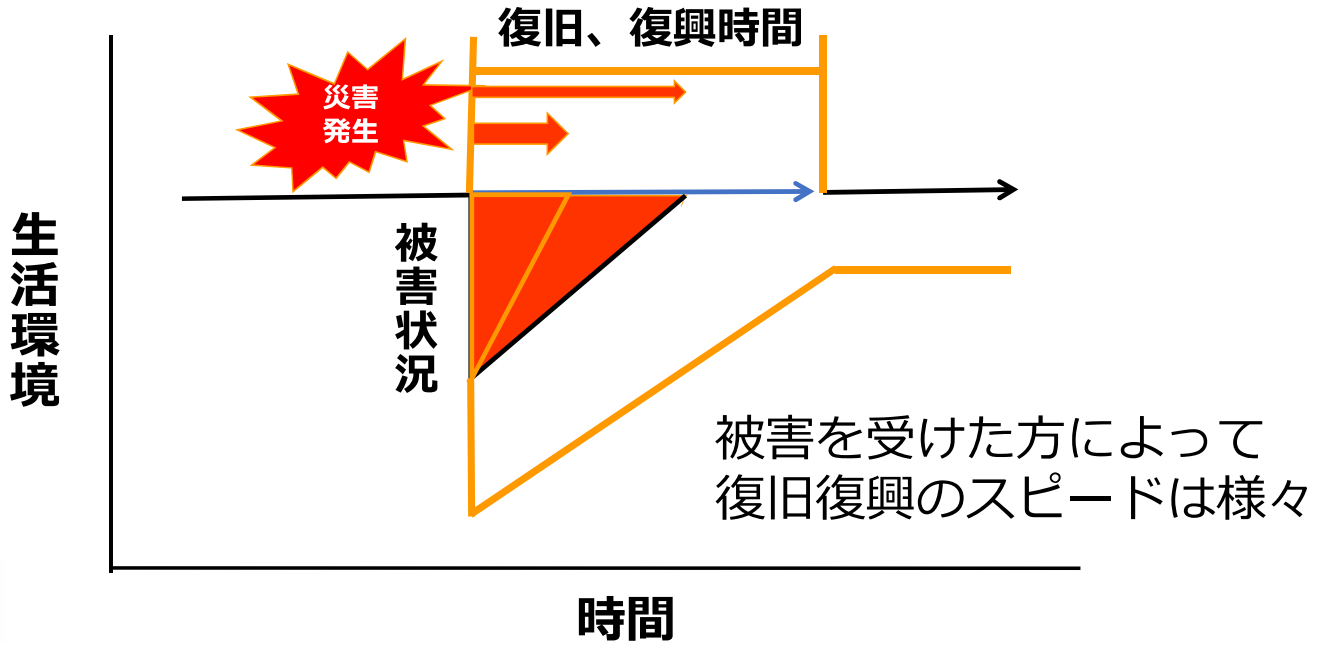 復旧、復興時間
災害
発生
生活環境
被害状況
被害を受けた方によって
復旧復興のスピードは様々
時間